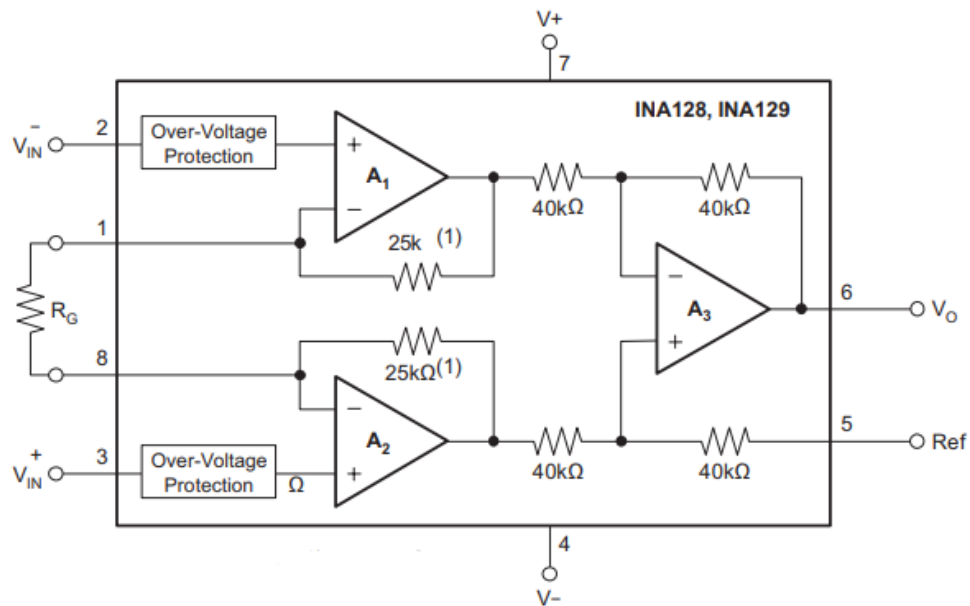 V+
7
INA128, INA129
V−IN
2
Over-Voltage
Protection
+
A1
−
40kΩ
40kΩ
1
25k (1)
RG
−
A3
+
6
VO
8
25kΩ(1)
−
A2
+
40kΩ
40kΩ
5
Ref
V+IN
3
Over-Voltage
Protection
Ω
4
V−